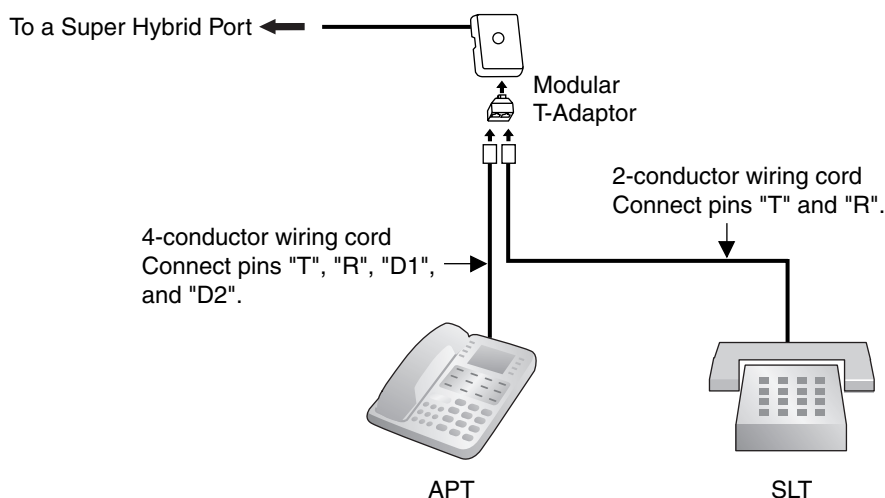 To a Super Hybrid Port
Modular
T-Adaptor
2-conductor wiring cord
Connect pins "T" and "R".
4-conductor wiring cord
Connect pins "T", "R", "D1",
and "D2".
APT
SLT